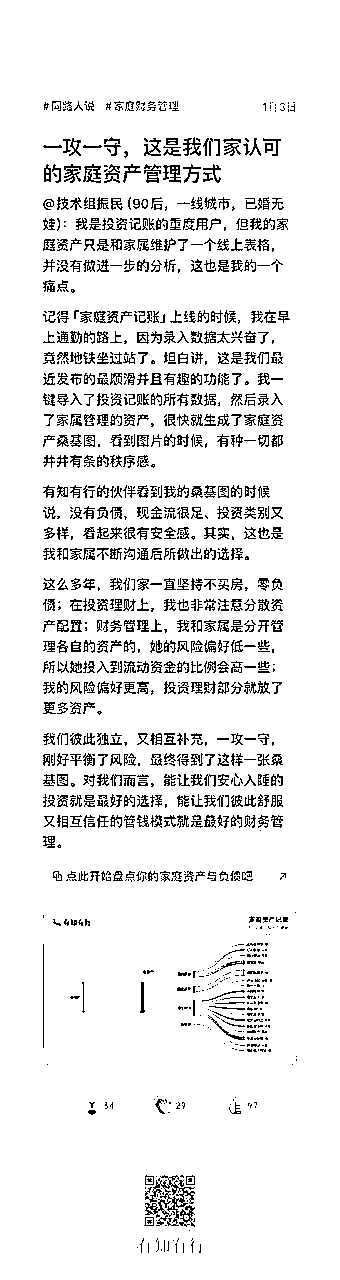 #同路人说 #家庭财务管理 1月3日
一攻一守，这是我们家认可
的家庭资产管理方式
@技术组振民（90后，一线城市，已婚无
娃）：我是投资记账的重度用户，但我的家
庭资产只是和家属维护了一个线上表格，
并没有做进一步的分析，这也是我的一个
痛点。
记得「家庭资产记账」上线的时候，我在早
上通勤的路上，因为录入数据太兴奋了，
竟然地铁坐过站了。坦白讲，这是我们最
近发布的最顺滑并且有趣的功能了。我一
键导入了投资记账的所有数据，然后录入
了家属管理的资产，很快就生成了家庭资
产桑基图，看到图片的时候，有种一切都
井井有条的秩序感。
有知有行的伙伴看到我的桑基图的时候
说，没有负债，现金流很足、投资类别又
多样，看起来很有安全感。其实，这也是
我和家属不断沟通后所做出的选择。
这么多年，我们家一直坚持不买房，零负
债；在投资理财上，我也非常注意分散资
产配置；财务管理上，我和家属是分开管
理各自的资产的，她的风险偏好低一些，
所以她投入到流动资金的比例会高一些；
我的风险偏好更高，投资理财部分就放了
更多资产。
我们彼此独立，又相互补充，一攻一守，
刚好平衡了风险，最终得到了这样一张桑
基图。对我们而言，能让我们安心入睡的
投资就是最好的选择，能让我们彼此舒服
又相互信任的管钱模式就是最好的财务管
理。
点此开始盘点你的家庭资产与负债吧
有知有行 家庭资产记账
34 29 97
有知有行